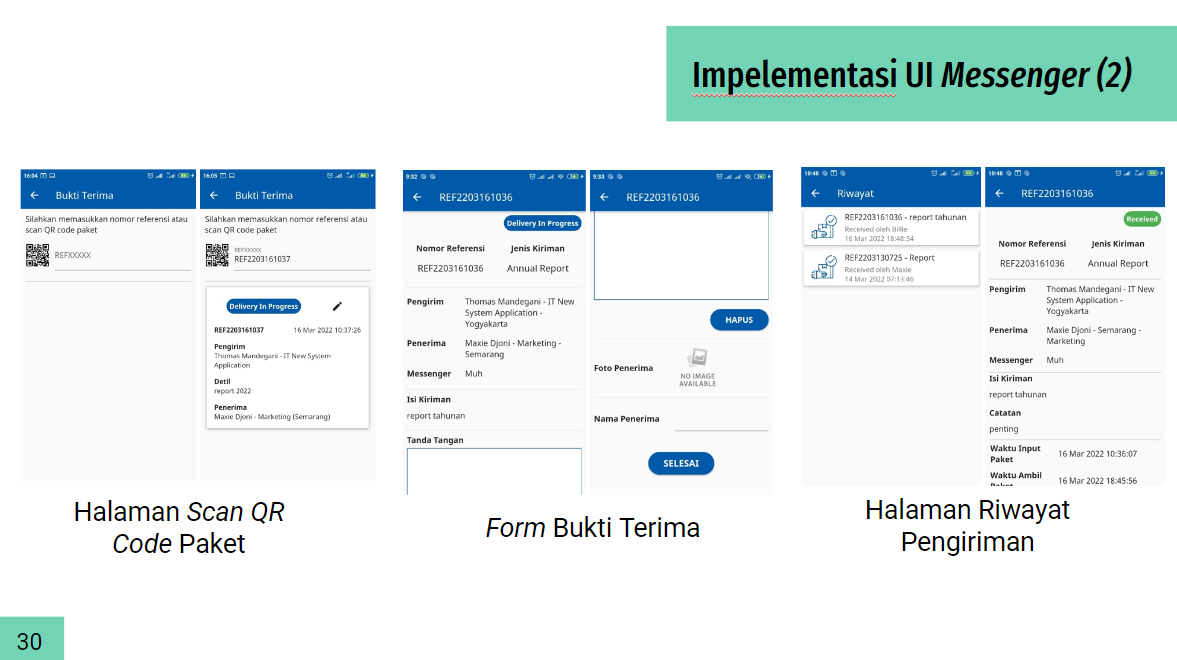 Impelementasi UI Messenger (2)
16:04
Bukti Terima
Silahkan memasukkan nomor referensi atau
scan QR code paket
REFXXXXX
16:05
Bukti Terima
Silahkan memasukkan nomor referensi atau
scan QR code paket
REFXXXXX
REF2203161037
Delivery In Progress
REF2203161037 16 Mar 2022 10:37:26
Pengirim
Thomas Mandegani - IT New System
Application
Detil
report 2022
Penerima
Maxie Djoni - Marketing (Semarang)
Halaman Scan QR
Code Paket
9:32
REF2203161036
Delivery In Progress
Nomor Referensi Jenis Kiriman
REF2203161036 Annual Report
Pengirim Thomas Mandegani - IT New
System Application -
Yogyakarta
Penerima Maxie Djoni - Marketing -
Semarang
Messenger Muh
Isi Kiriman
report tahunan
Tanda Tangan
9:33
REF2203161036
HAPUS
Foto Penerima
NO IMAGE
AVAILABLE
Nama Penerima
SELESAI
Form Bukti Terima
18:48
Riwayat
REF2203161036 - report tahunan
Received oleh Billie
16 Mar 2022 18:48:34
REF2203130725 - Report
Received oleh Maxie
14 Mar 2022 07:13:46
18:48
REF2203161036
Received
Nomor Referensi Jenis Kiriman
REF2203161036 Annual Report
Pengirim Thomas Mandegani - IT New
System Application -
Yogyakarta
Penerima Maxie Djoni - Semarang -
Marketing
Messenger Muh
Isi Kiriman
report tahunan
Catatan
penting
Waktu Input
Paket 16 Mar 2022 10:36:07
Waktu Ambil
Paket 16 Mar 2022 18:45:56
Halaman Riwayat
Pengiriman
30